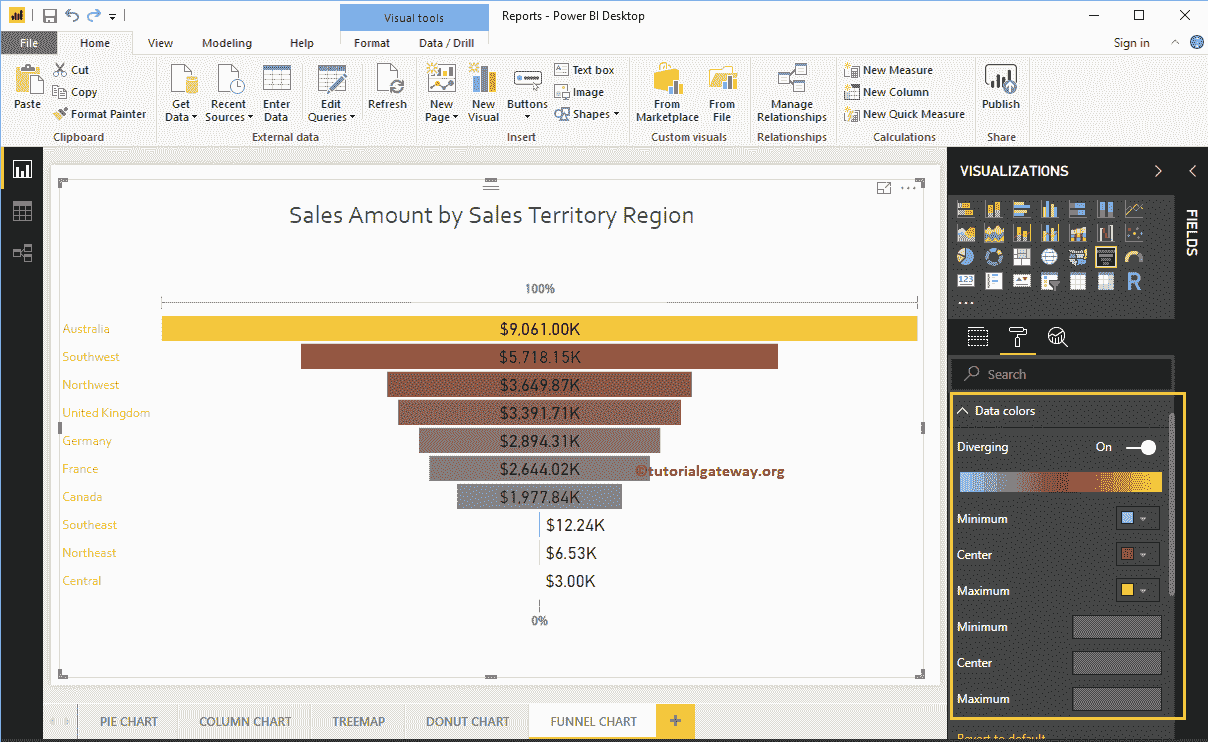 Visual tools
Reports - Power BI Desktop
File Home View Modeling Help Format Data / Drill Sign in
Paste
Cut
Copy
Format Painter
Clipboard
Get Data
Recent Sources
Enter Data
Edit Queries
Refresh
External data
New Page
New Visual
Buttons
Text box
Image
Shapes
Insert
From Marketplace
From File
Custom visuals
Manage Relationships
Relationships
New Measure
New Column
New Quick Measure
Calculations
Publish
Share
Sales Amount by Sales Territory Region
100%
Australia $9,061.00K
Southwest $5,718.15K
Northwest $3,649.87K
United Kingdom $3,391.71K
Germany $2,894.31K
France $2,644.02K
©tutorialgateway.org
Canada $1,977.84K
Southeast $12.24K
Northeast $6.53K
Central $3.00K
0%
PIE CHART COLUMN CHART TREEMAP DONUT CHART FUNNEL CHART +
VISUALIZATIONS
FIELDS
123
R
Search
Data colors
Diverging On
Minimum
Center
Maximum
Minimum
Center
Maximum
Revert to default